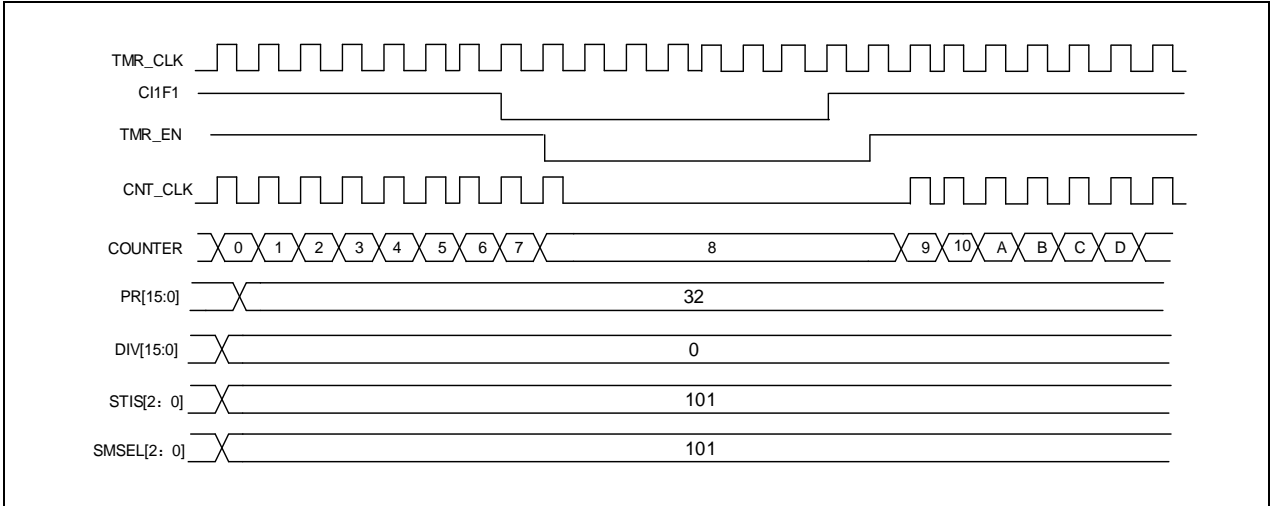 TMR_CLK
CI1F1
TMR_EN
CNT_CLK
COUNTER 0 1 2 3 4 5 6 7 8 9 10 A B C D
PR[15:0] 32
DIV[15:0] 0
STIS[2：0] 101
SMSEL[2：0] 101